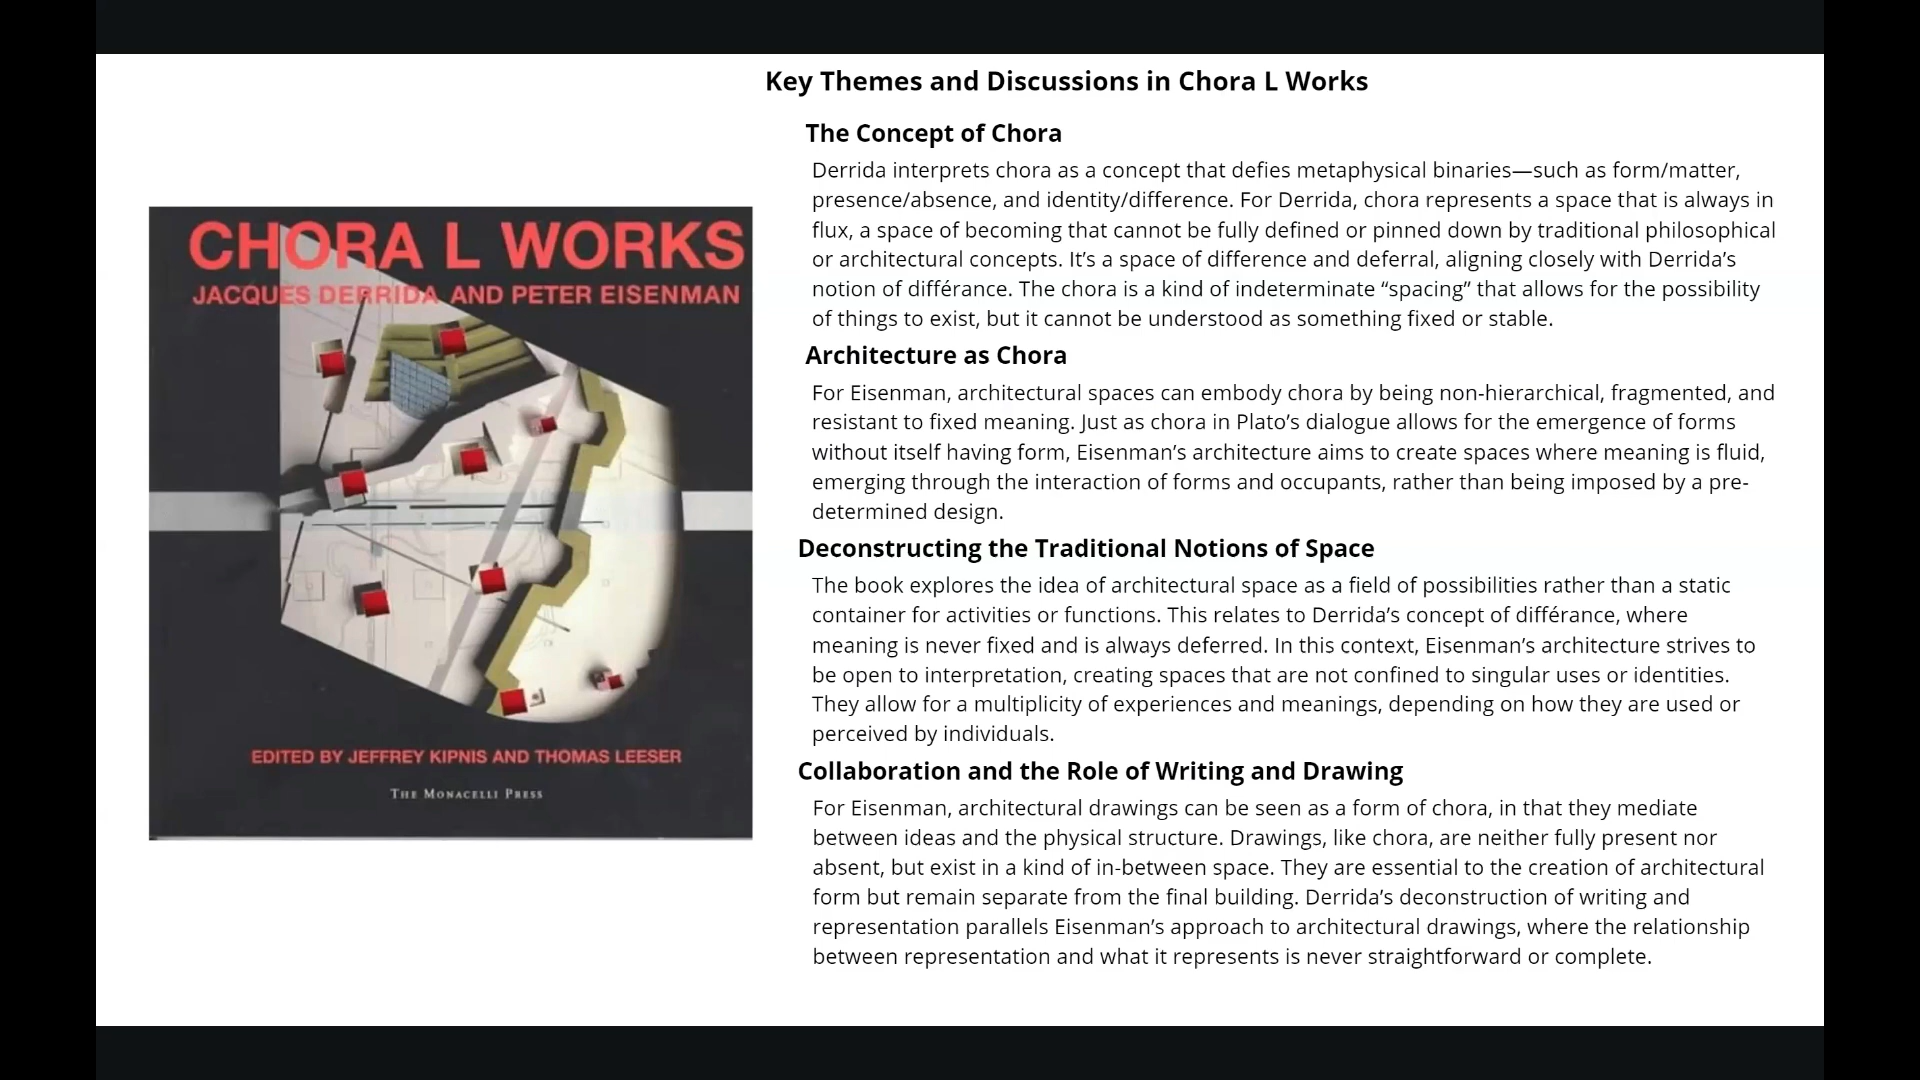 Key Themes and Discussions in Chora L Works
CHORA L WORKS
JACQUES DERRIDA AND PETER EISENMAN
EDITED BY JEFFREY KIPNIS AND THOMAS LEESER
THE MONACELLI PRESS
The Concept of Chora
Derrida interprets chora as a concept that defies metaphysical binaries—such as form/matter,
presence/absence, and identity/difference. For Derrida, chora represents a space that is always in
flux, a space of becoming that cannot be fully defined or pinned down by traditional philosophical
or architectural concepts. It’s a space of difference and deferral, aligning closely with Derrida’s
notion of différance. The chora is a kind of indeterminate “spacing” that allows for the possibility
of things to exist, but it cannot be understood as something fixed or stable.
Architecture as Chora
For Eisenman, architectural spaces can embody chora by being non-hierarchical, fragmented, and
resistant to fixed meaning. Just as chora in Plato’s dialogue allows for the emergence of forms
without itself having form, Eisenman’s architecture aims to create spaces where meaning is fluid,
emerging through the interaction of forms and occupants, rather than being imposed by a pre-
determined design.
Deconstructing the Traditional Notions of Space
The book explores the idea of architectural space as a field of possibilities rather than a static
container for activities or functions. This relates to Derrida’s concept of différance, where
meaning is never fixed and is always deferred. In this context, Eisenman’s architecture strives to
be open to interpretation, creating spaces that are not confined to singular uses or identities.
They allow for a multiplicity of experiences and meanings, depending on how they are used or
perceived by individuals.
Collaboration and the Role of Writing and Drawing
For Eisenman, architectural drawings can be seen as a form of chora, in that they mediate
between ideas and the physical structure. Drawings, like chora, are neither fully present nor
absent, but exist in a kind of in-between space. They are essential to the creation of architectural
form but remain separate from the final building. Derrida’s deconstruction of writing and
representation parallels Eisenman’s approach to architectural drawings, where the relationship
between representation and what it represents is never straightforward or complete.